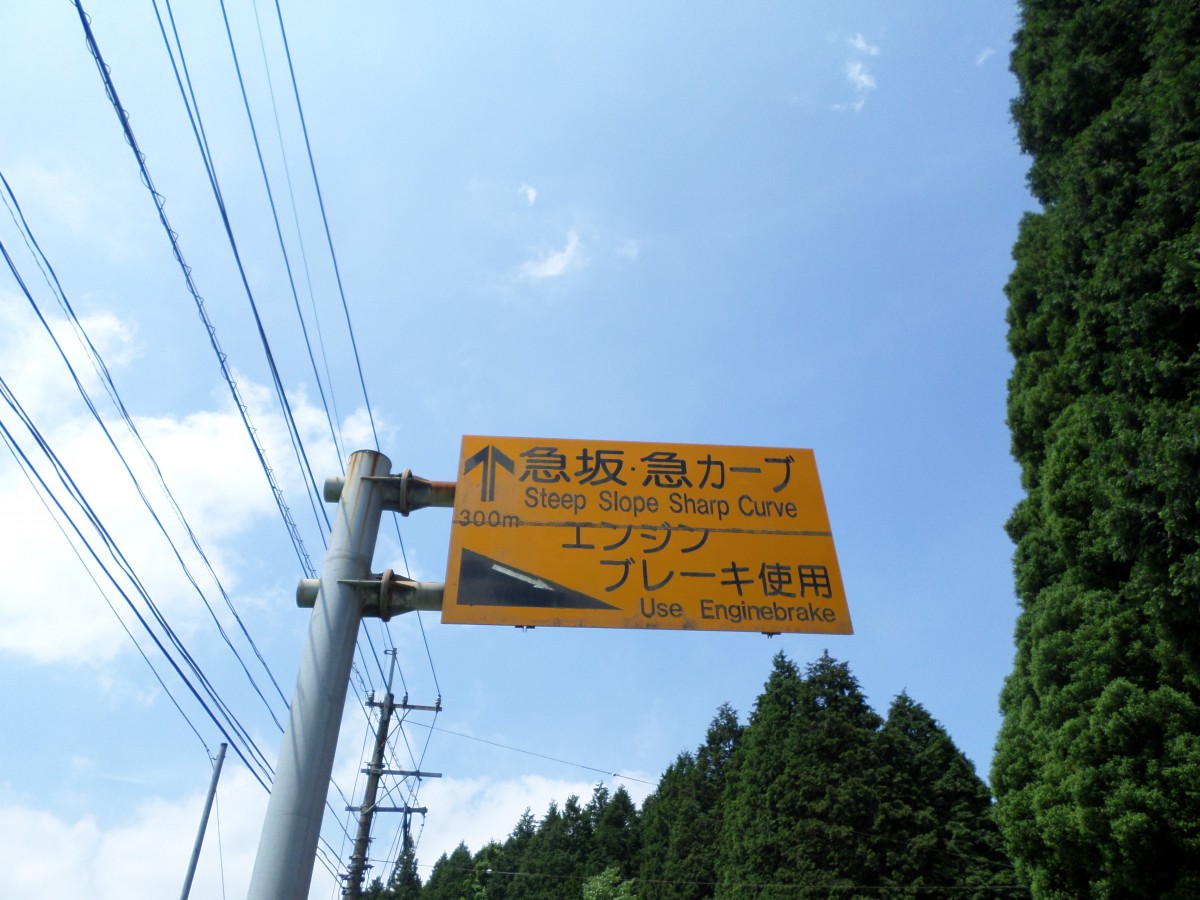 急坂・急カーブ
Steep Slope Sharp Curve
300m
エンジン
ブレーキ使用
Use Enginebrake